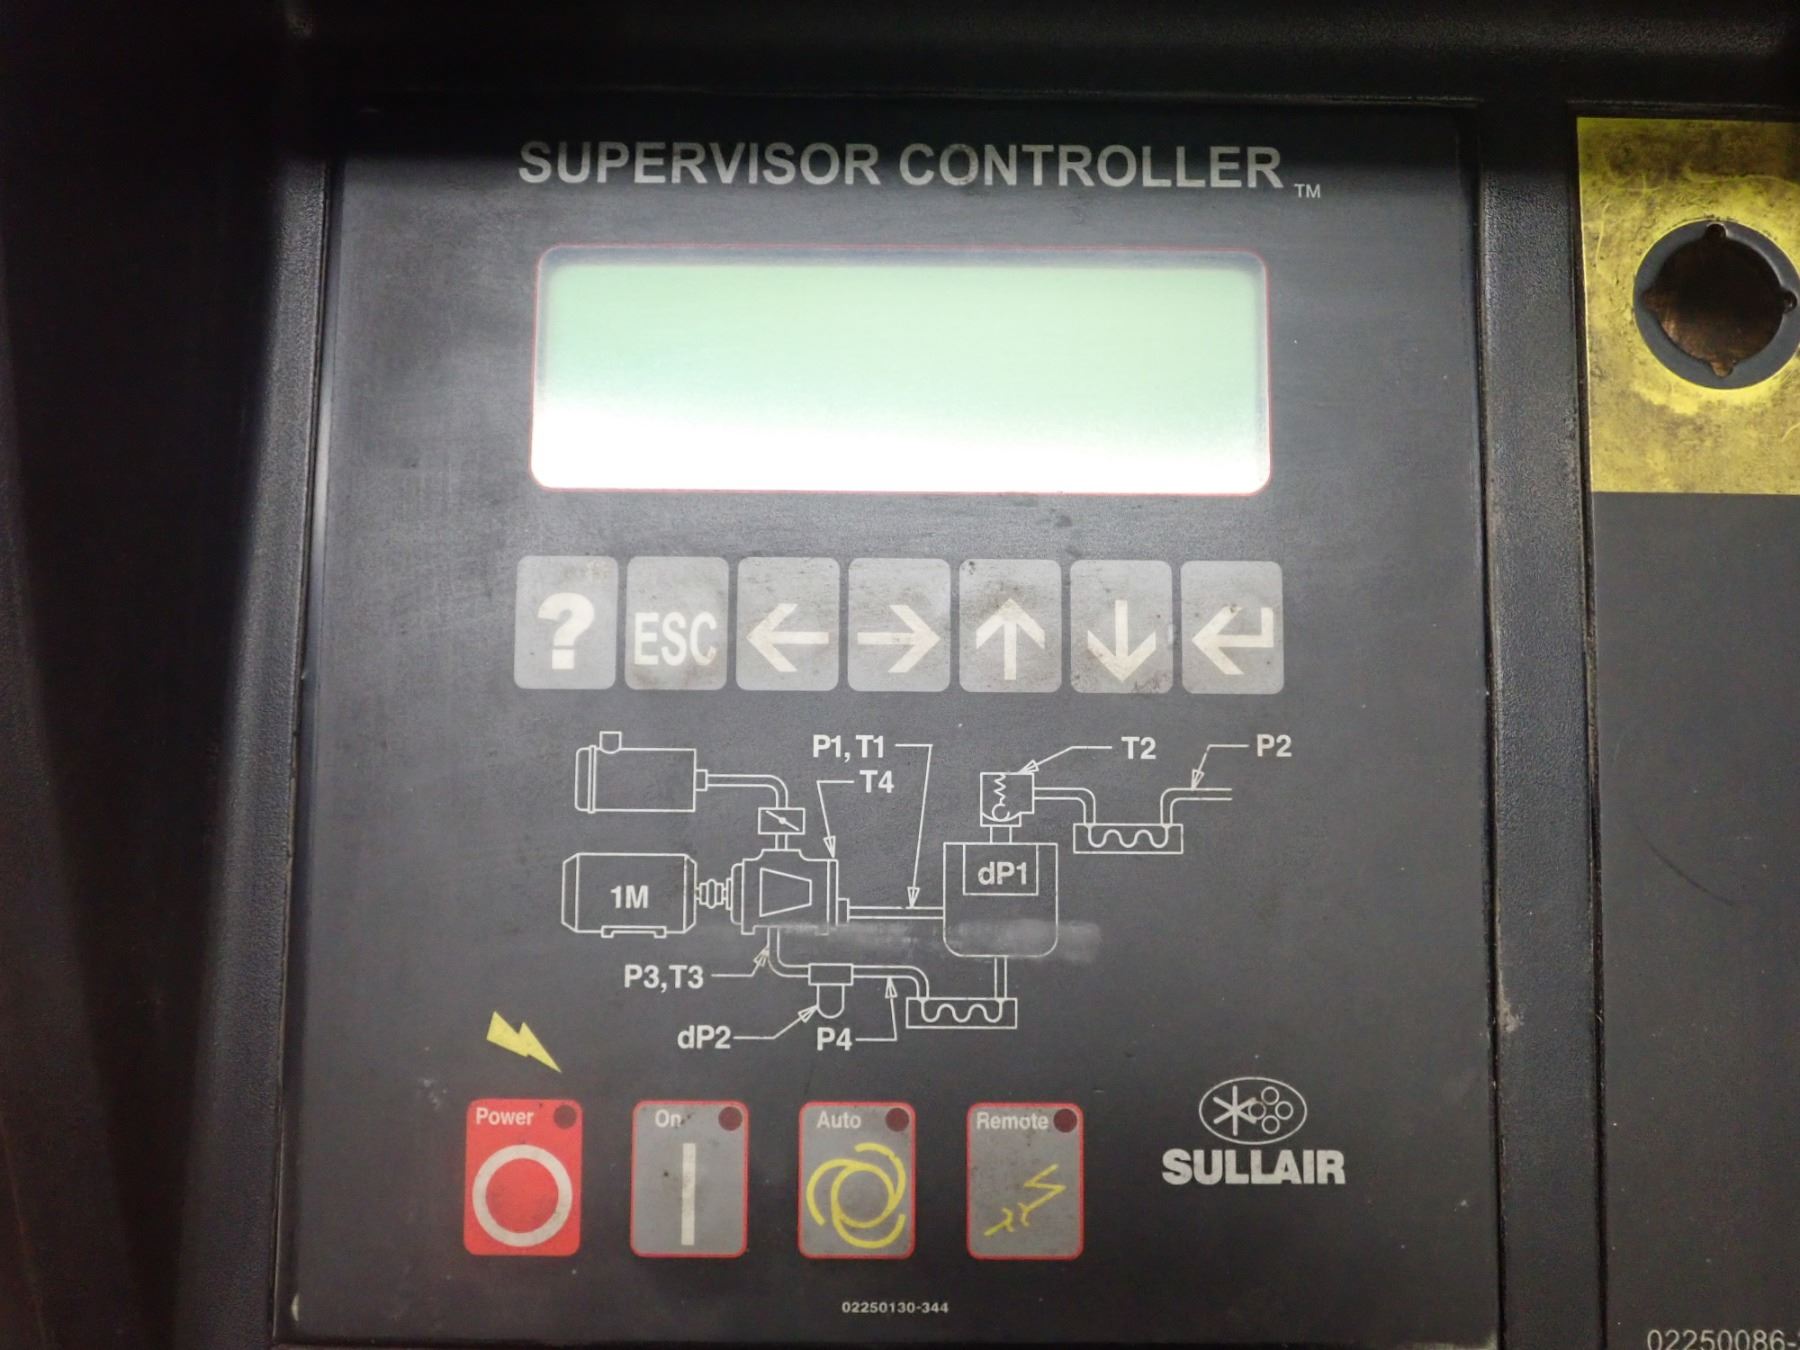 SUPERVISOR CONTROLLER TM
? ESC
P1, T1
T2
P2
T4
dP1
1M
P3,T3
dP2
P4
Power
On
Auto
Remote
SULLAIR
02250130-344
02250086-